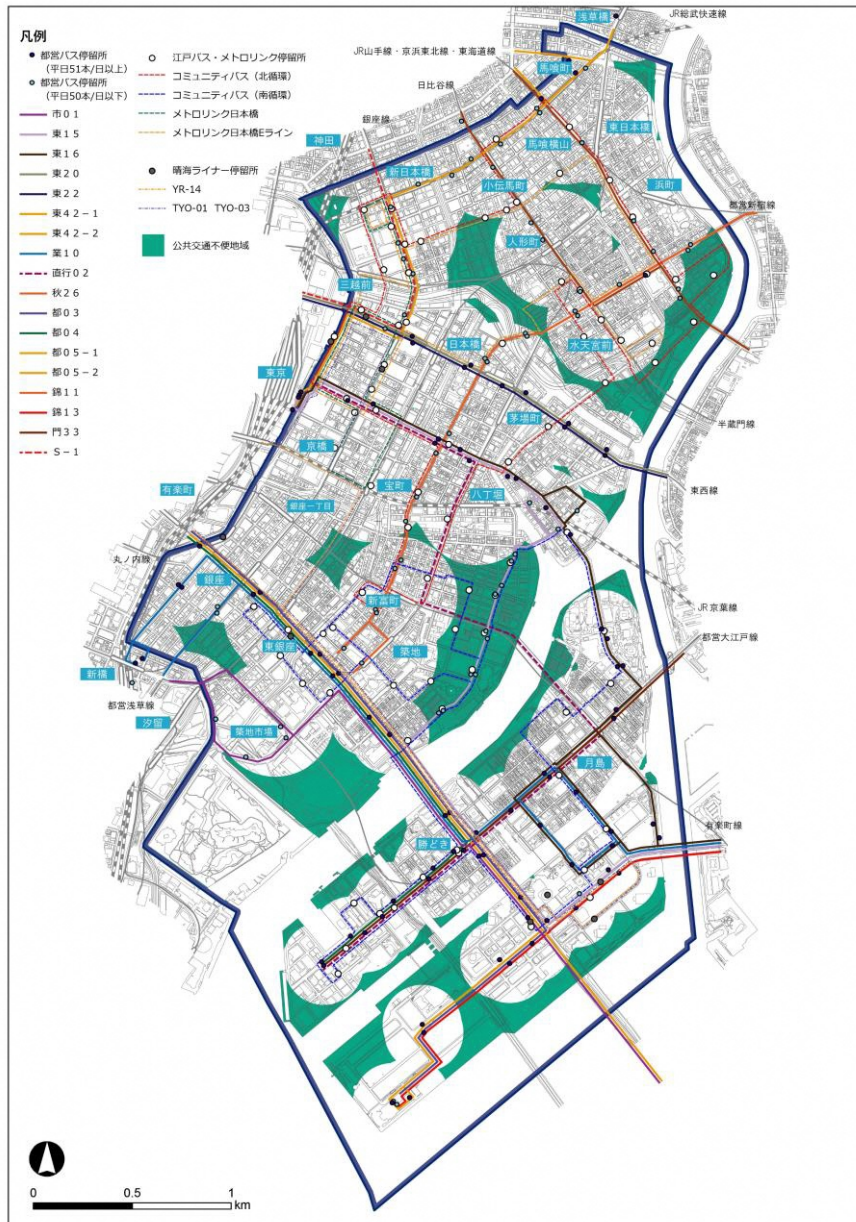 凡例
都営バス停留所
(平日51本/日以上)
都営バス停留所
(平日50本/日以下)
市01
東15
東16
東20
東22
東42-1
東42-2
業10
直行02
秋26
都03
都04
都05-1
都05-2
錦11
錦13
門33
S-1
江戸バス・メトロリンク停留所
コミュニティバス(北循環)
コミュニティバス(南循環)
メトロリンク日本橋
メトロリンク日本橋Eライン
晴海ライナー停留所
YR-14
TYO-01 TYO-03
公共交通不便地域
浅草橋
JR総武快速線
JR山手線・京浜東北線・東海道線
馬喰町
日比谷線
東日本橋
銀座線
馬喰横山
神田
新日本橋
小伝馬町
浜町
都営新宿線
人形町
三越前
日本橋
水天宮前
東京
茅場町
半蔵門線
京橋
東西線
宝町
八丁堀
有楽町
銀座一丁目
丸ノ内線
銀座
JR京葉線
新富町
都営大江戸線
東銀座
築地
新橋
都営浅草線
汐留
築地市場
月島
有楽町線
勝どき
0
0.5
1
km